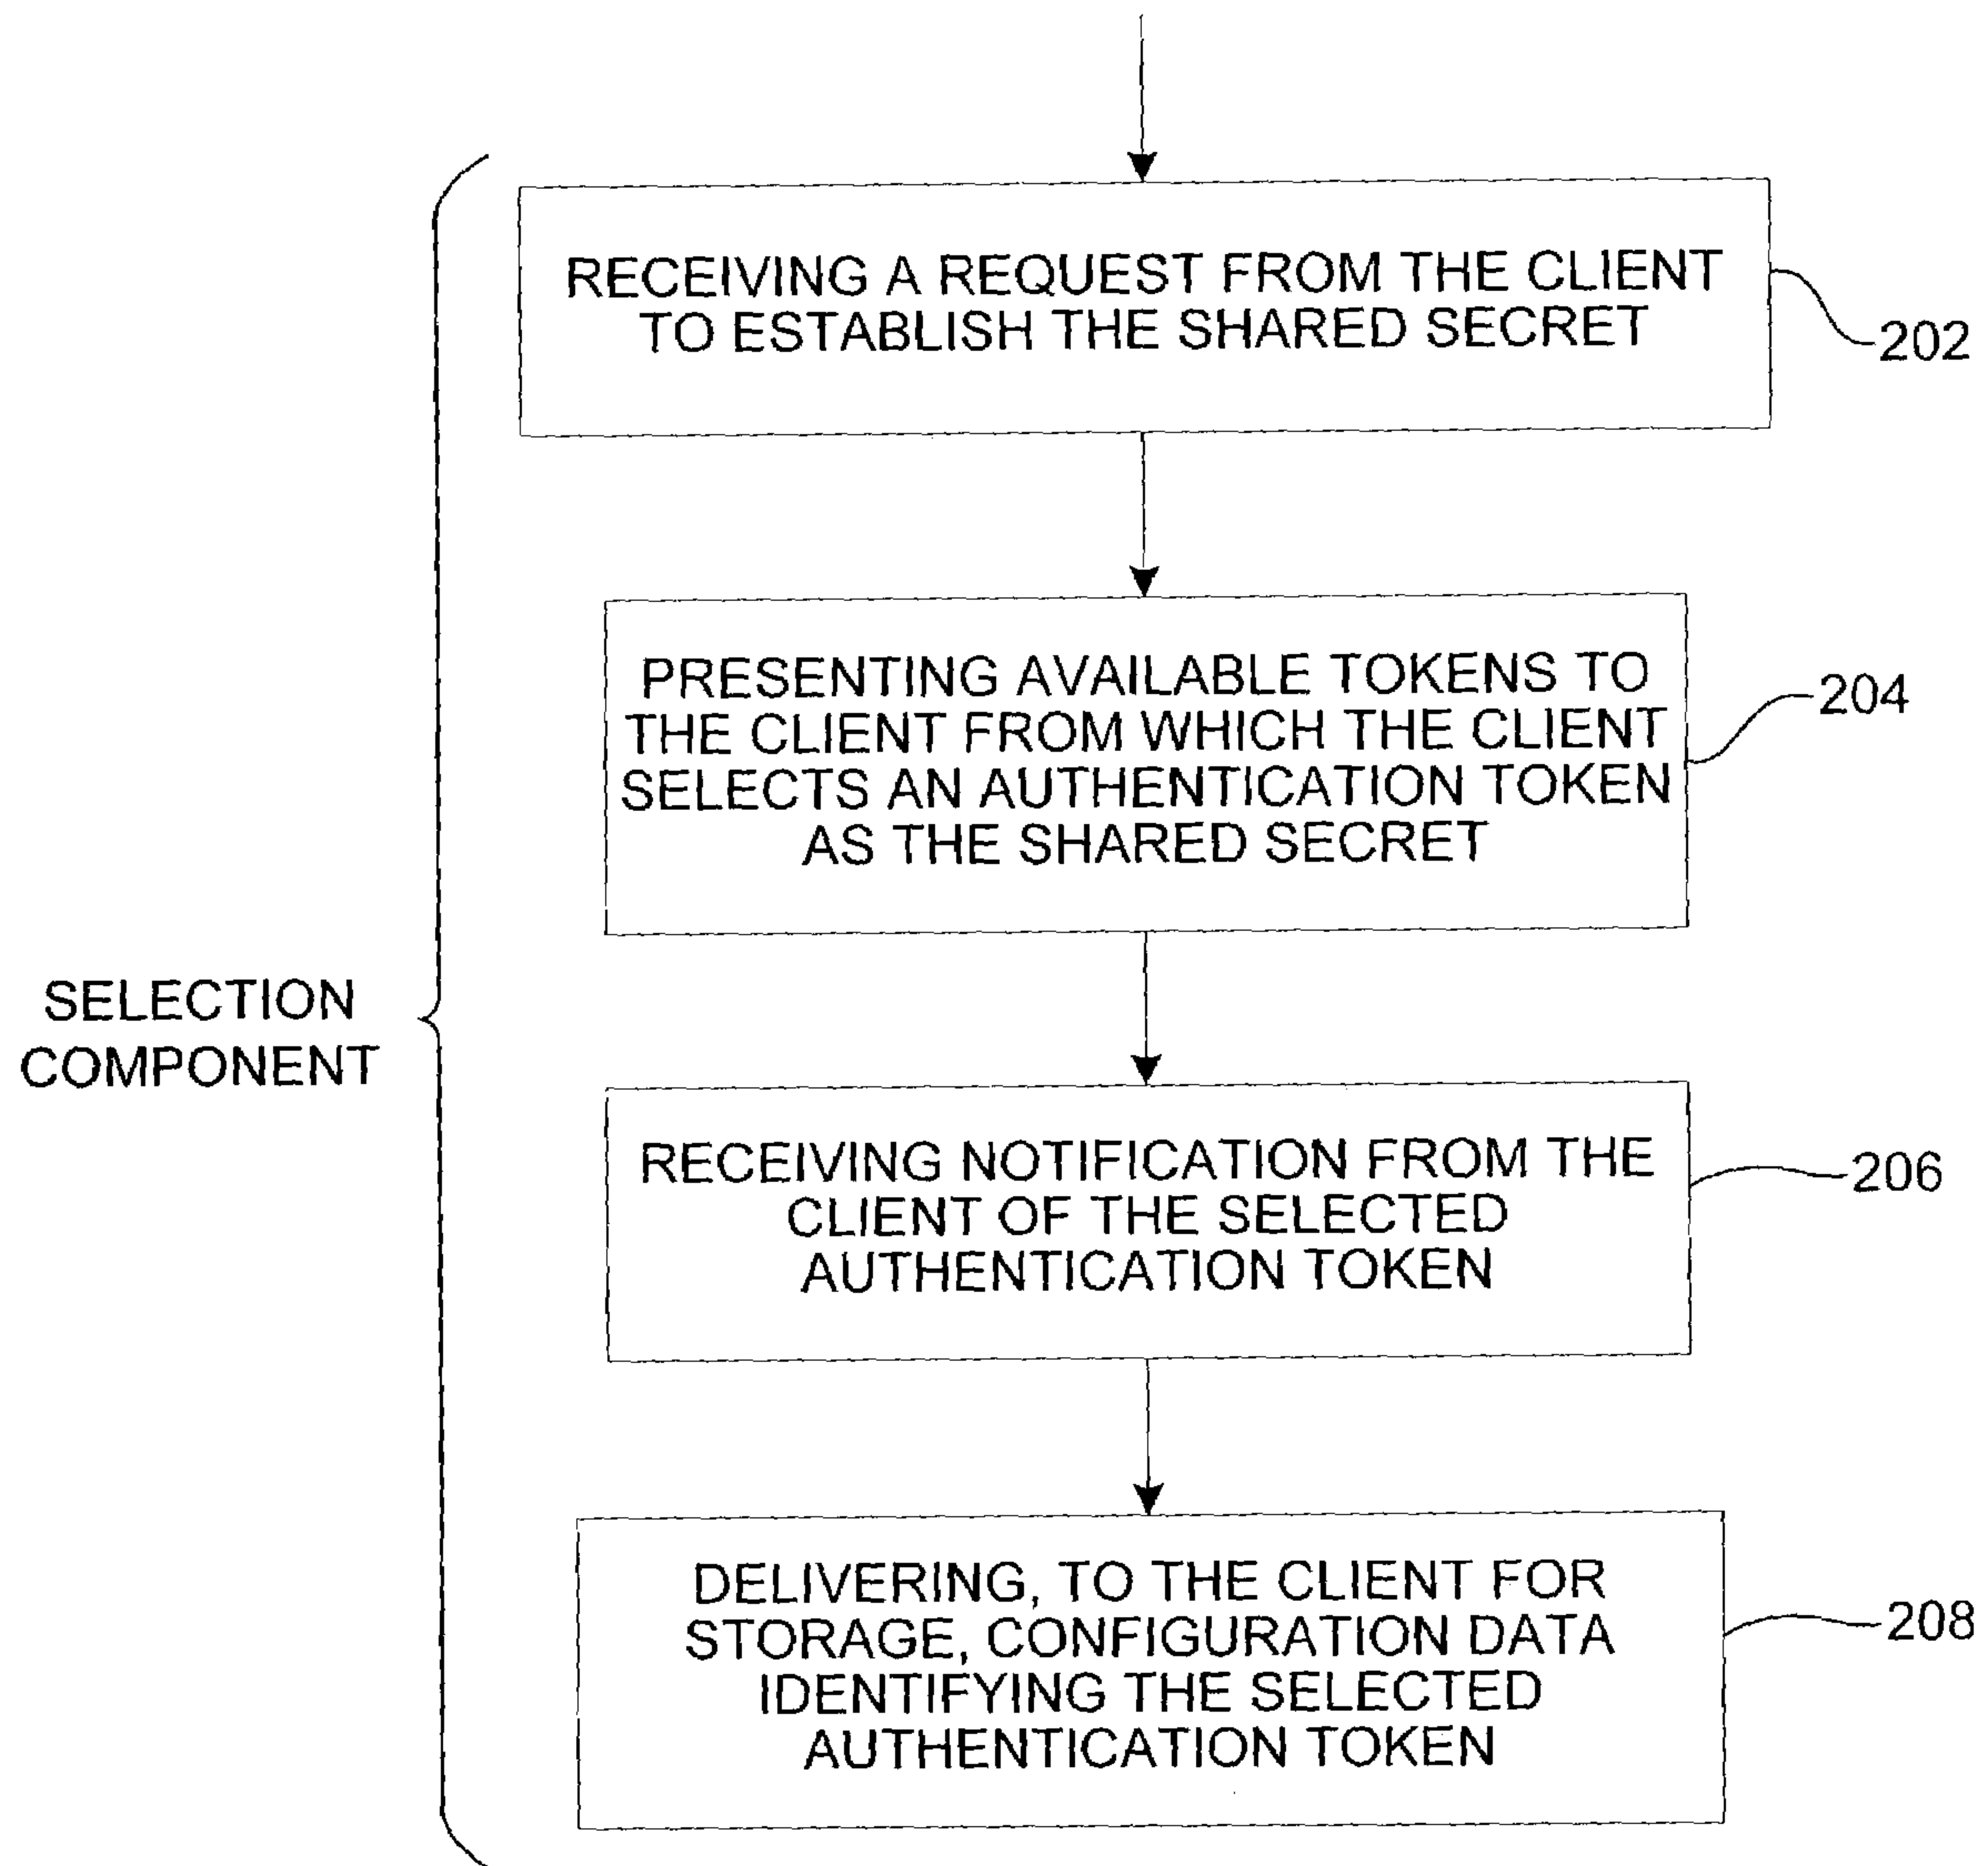 RECEIVING A REQUEST FROM THE CLIENT
TO ESTABLISH THE SHARED SECRET
202
PRESENTING AVAILABLE TOKENS TO
THE CLIENT FROM WHICH THE CLIENT
SELECTS AN AUTHENTICATION TOKEN
AS THE SHARED SECRET
204
SELECTION
COMPONENT
RECEIVING NOTIFICATION FROM THE
CLIENT OF THE SELECTED
AUTHENTICATION TOKEN
206
DELIVERING, TO THE CLIENT FOR
STORAGE, CONFIGURATION DATA
IDENTIFYING THE SELECTED
AUTHENTICATION TOKEN
208